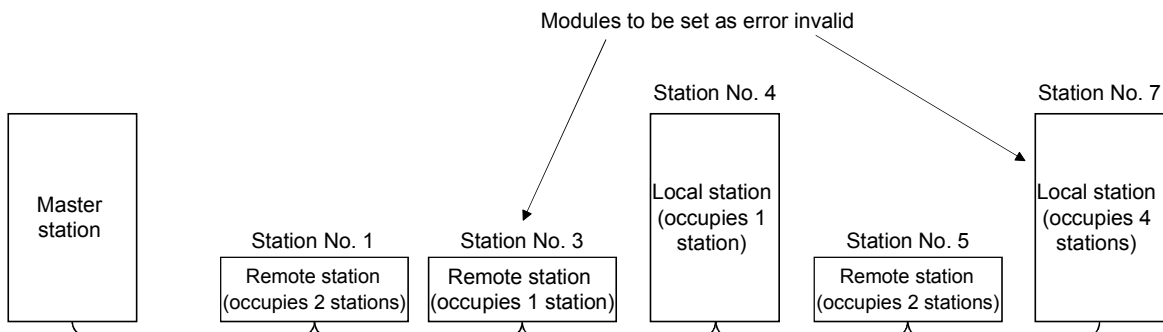 Modules to be set as error invalid
Station No. 4
Station No. 7
Master
station
Local station
(occupies 1
station)
Local station
(occupies 4
stations)
Station No. 1
Station No. 3
Station No. 5
Remote station
(occupies 2 stations)
Remote station
(occupies 1 station)
Remote station
(occupies 2 stations)